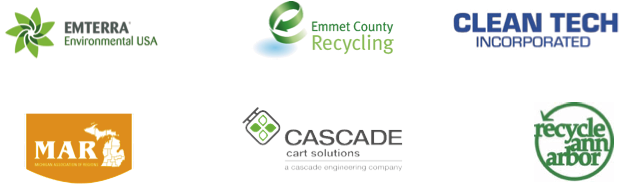 EMTERRA
Environmental USA
Emmet County
Recycling
CLEAN TECH
INCORPORATED
MAR
CASCADE
cart solutions
a cascade engineering company
recycle
ann
arbor